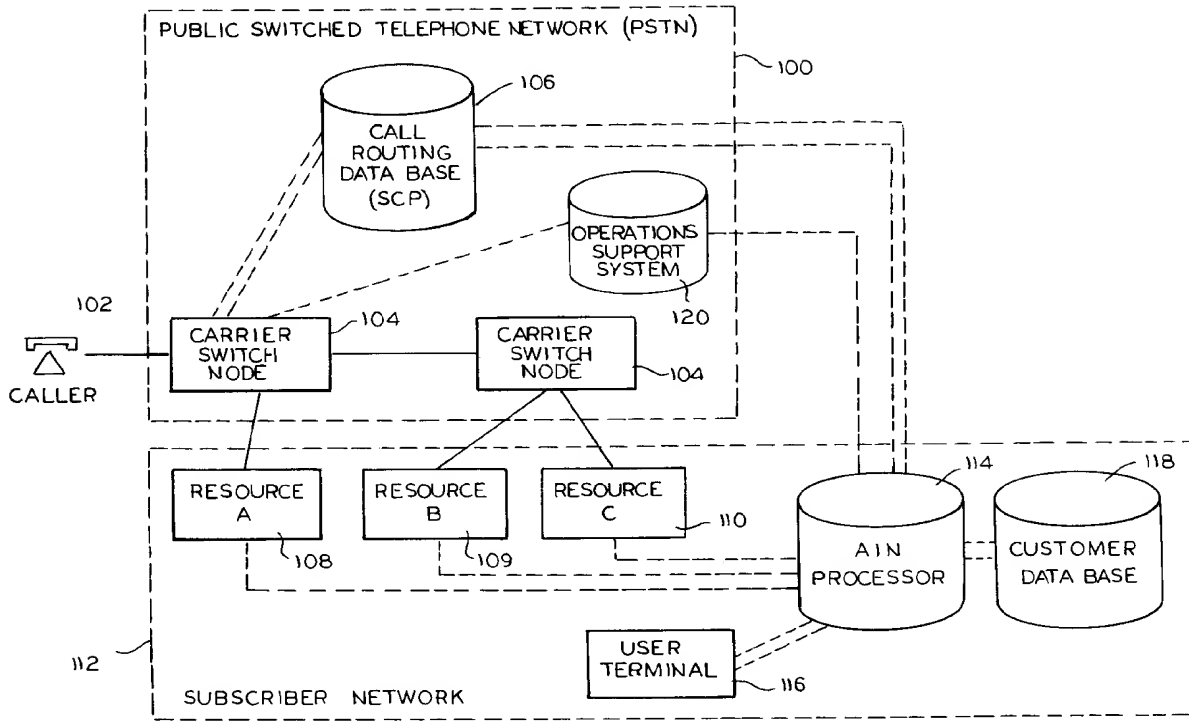 PUBLIC SWITCHED TELEPHONE NETWORK (PSTN)
100
106
CALL
ROUTING
DATA BASE
(SCP)
OPERATIONS
SUPPORT
SYSTEM
120
102
CALLER
CARRIER
SWITCH
NODE
104
CARRIER
SWITCH
NODE
104
RESOURCE
A
108
RESOURCE
B
109
RESOURCE
C
110
114
AIN
PROCESSOR
118
CUSTOMER
DATA BASE
USER
TERMINAL
116
112
SUBSCRIBER NETWORK